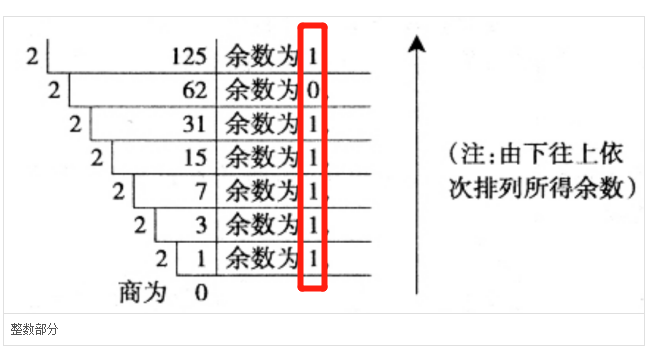 2 125 余数为 1
2 62 余数为 0
2 31 余数为 1
2 15 余数为 1
2 7 余数为 1
2 3 余数为 1
2 1 余数为 1
商为 0
(注:由下往上依
次排列所得余数)
整数部分